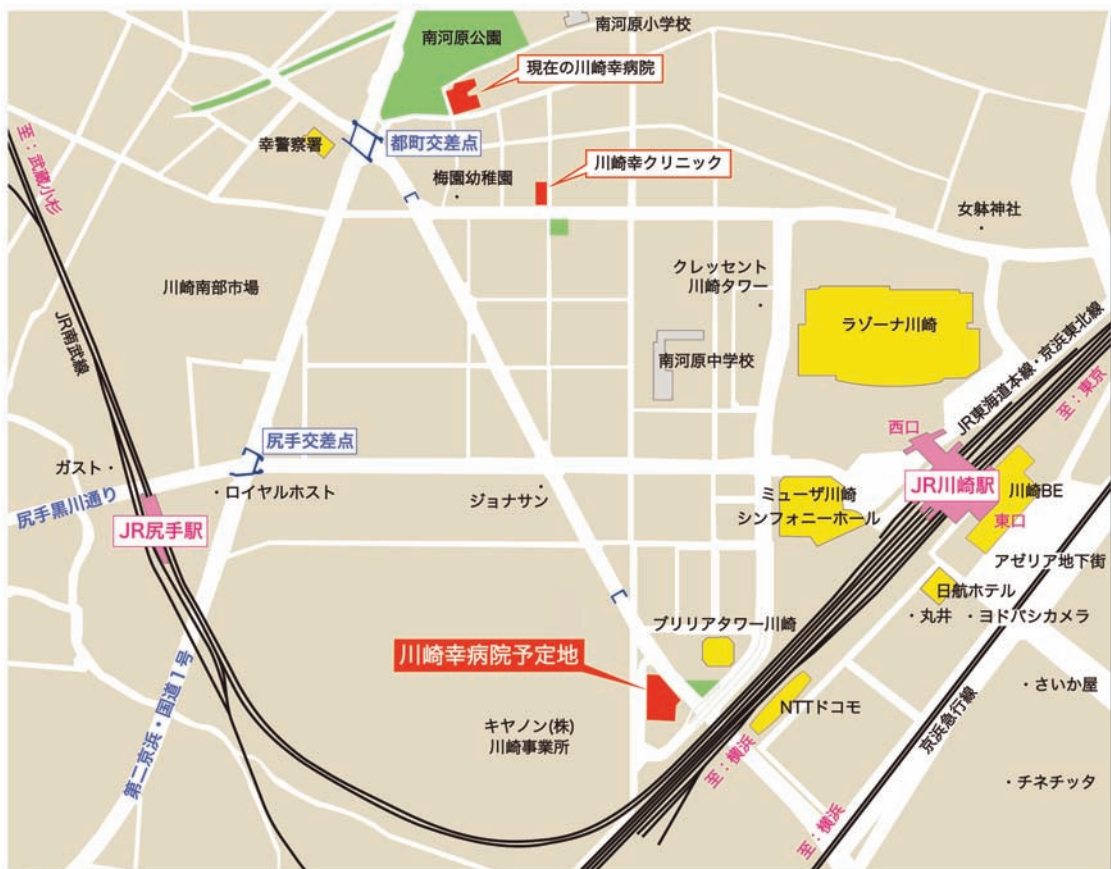 南河原公園
南河原小学校
現在の川崎幸病院
幸警察署
都町交差点
梅園幼稚園
川崎幸クリニック
至:武蔵小杉
女躰神社
川崎南部市場
クレッセント
川崎タワー
ラゾーナ川崎
JR南武線
南河原中学校
JR東海道本線・京浜東北線
至:東京
西口
尻手交差点
ガスト
ロイヤルホスト
尻手黒川通り
JR尻手駅
ジョナサン
ミューザ川崎
シンフォニーホール
JR川崎駅
川崎BE
東口
アゼリア地下街
日航ホテル
・丸井
・ヨドバシカメラ
ブリリアタワー川崎
川崎幸病院予定地
・さいか屋
NTTドコモ
京浜急行線
キヤノン(株)
川崎事業所
第二京浜・国道1号
至:横浜
・チネチッタ
至:横浜